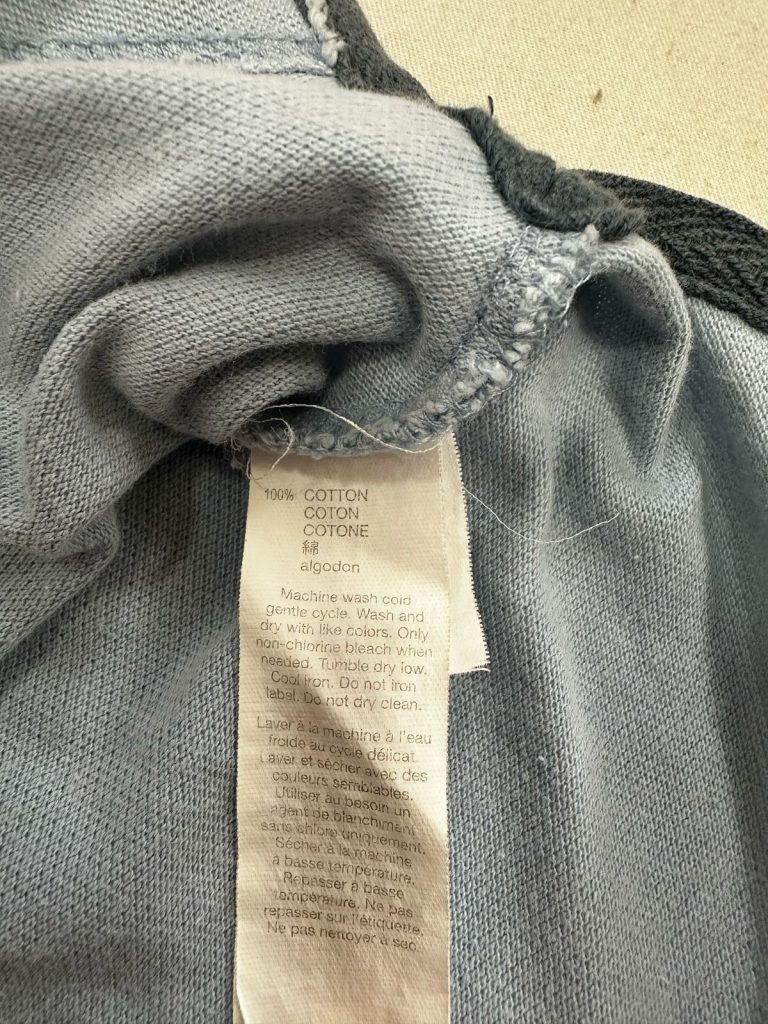 100% COTTON
COTON
COTONE
綿
algodon
Machine wash cold
gentle cycle. Wash and
dry with like colors. Only
non-chlorine bleach when
needed. Tumble dry low.
Cool iron. Do not iron
label. Do not dry clean.
Laver à la machine à l'eau
froide au cycle délicat.
Laver et sécher avec des
couleurs semblables.
Utiliser au besoin un
agent de blanchiment
sans chlore uniquement.
Sécher à la machine
à basse température.
Repasser à basse
température. Ne pas
repasser sur l'étiquette.
Ne pas nettoyer à sec.